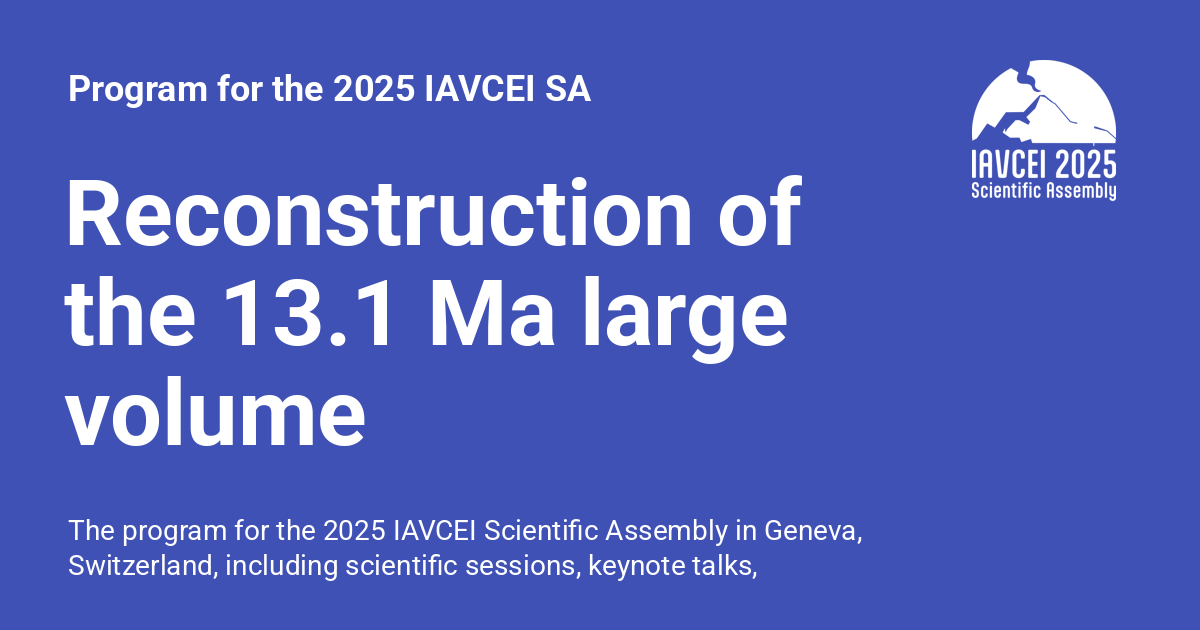 Program for the 2025 IAVCEI SA
IAVCEI 2025
Scientific Assembly
Reconstruction of
the 13.1 Ma large
volume
The program for the 2025 IAVCEI Scientific Assembly in Geneva,
Switzerland, including scientific sessions, keynote talks,